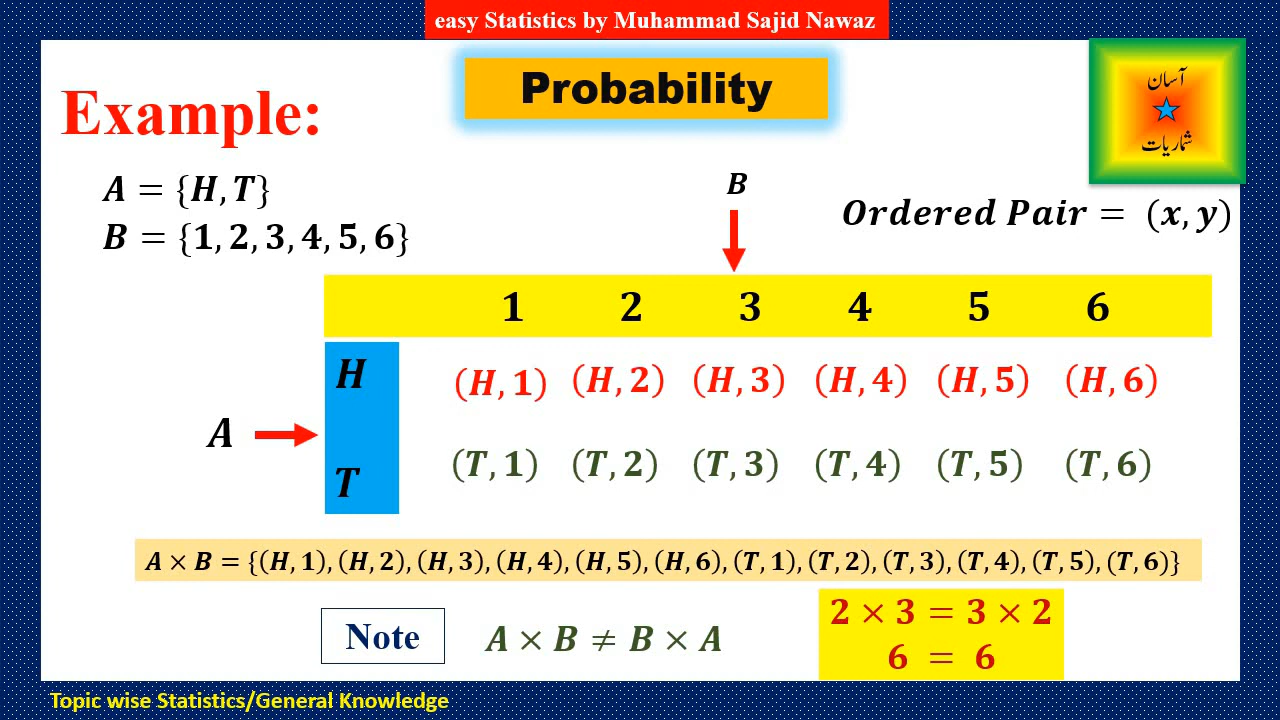 easy Statistics by Muhammad Sajid Nawaz
Probability
آسان
شماریات
Example:
A = {H, T}
B = {1, 2, 3, 4, 5, 6}
B
Ordered Pair = (x, y)
1 2 3 4 5 6
A
H (H, 1) (H, 2) (H, 3) (H, 4) (H, 5) (H, 6)
T (T, 1) (T, 2) (T, 3) (T, 4) (T, 5) (T, 6)
A × B = {(H, 1), (H, 2), (H, 3), (H, 4), (H, 5), (H, 6), (T, 1), (T, 2), (T, 3), (T, 4), (T, 5), (T, 6)}
Note
A × B ≠ B × A
2 × 3 = 3 × 2
6 = 6
Topic wise Statistics/General Knowledge